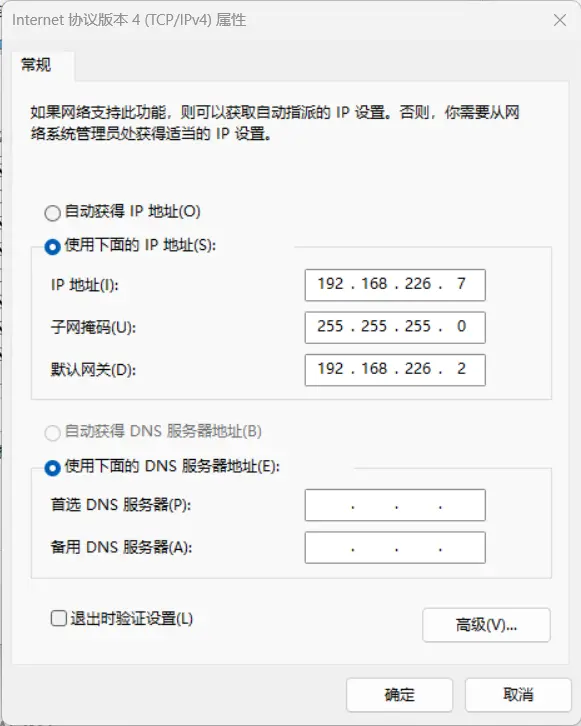 Internet 协议版本 4 (TCP/IPv4) 属性
常规
如果网络支持此功能，则可以获取自动指派的 IP 设置。否则，你需要从网
络系统管理员处获得适当的 IP 设置。
自动获得 IP 地址(O)
使用下面的 IP 地址(S):
IP 地址(I): 192 . 168 . 226 . 7
子网掩码(U): 255 . 255 . 255 . 0
默认网关(D): 192 . 168 . 226 . 2
自动获得 DNS 服务器地址(B)
使用下面的 DNS 服务器地址(E):
首选 DNS 服务器(P): . . .
备用 DNS 服务器(A): . . .
退出时验证设置(L)
高级(V)...
确定 取消